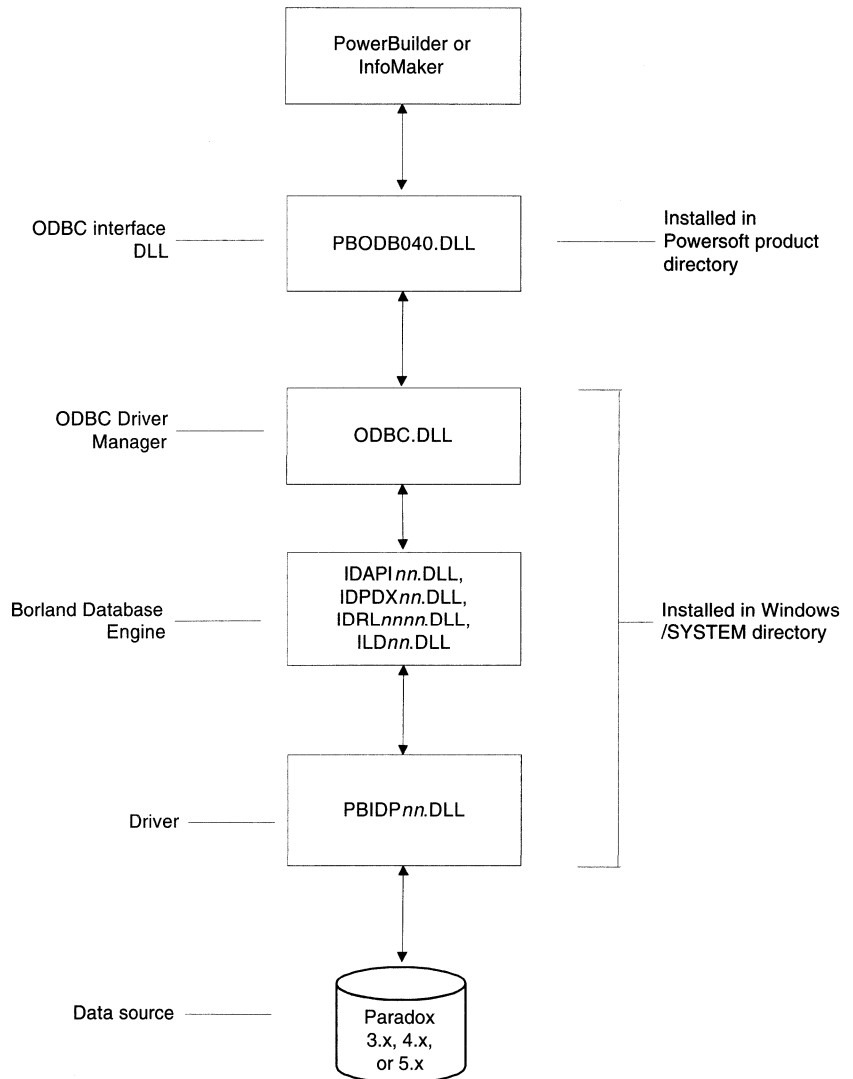 PowerBuilder or
InfoMaker
ODBC interface
DLL
PBODB040.DLL
Installed in
Powersoft product
directory
ODBC Driver
Manager
ODBC.DLL
Borland Database
Engine
IDAPInn.DLL,
IDPDXnn.DLL,
IDRLnnnn.DLL,
ILDnn.DLL
Installed in Windows
/SYSTEM directory
Driver
PBIDPnn.DLL
Data source
Paradox
3.x, 4.x,
or 5.x